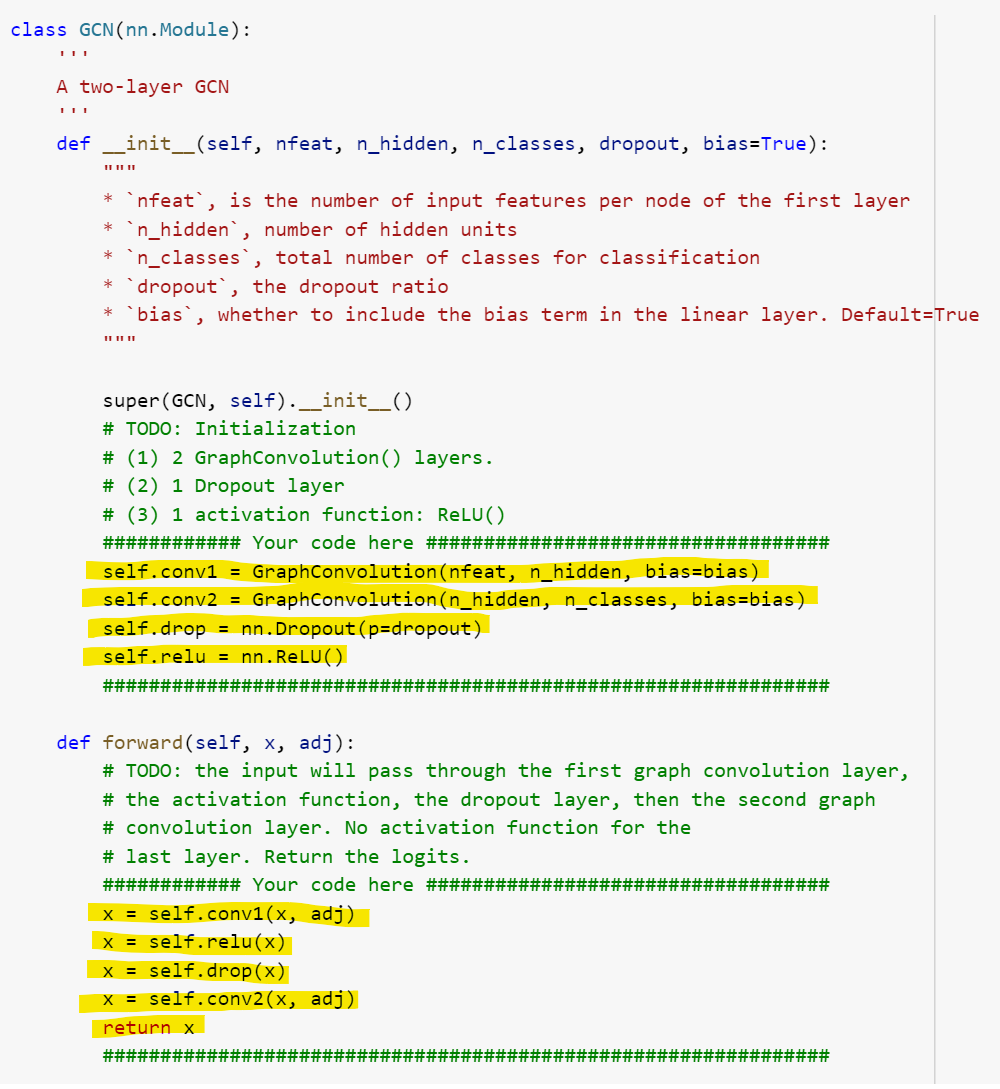 class GCN(nn.Module):
    '''
    A two-layer GCN
    '''
    def __init__(self, nfeat, n_hidden, n_classes, dropout, bias=True):
        """
        * `nfeat`, is the number of input features per node of the first layer
        * `n_hidden`, number of hidden units
        * `n_classes`, total number of classes for classification
        * `dropout`, the dropout ratio
        * `bias`, whether to include the bias term in the linear layer. Default=True
        """

        super(GCN, self).__init__()
        # TODO: Initialization
        # (1) 2 GraphConvolution() layers.
        # (2) 1 Dropout layer
        # (3) 1 activation function: ReLU()
        ############ Your code here ###################################
        self.conv1 = GraphConvolution(nfeat, n_hidden, bias=bias)
        self.conv2 = GraphConvolution(n_hidden, n_classes, bias=bias)
        self.drop = nn.Dropout(p=dropout)
        self.relu = nn.ReLU()
        ###############################################################

    def forward(self, x, adj):
        # TODO: the input will pass through the first graph convolution layer,
        # the activation function, the dropout layer, then the second graph
        # convolution layer. No activation function for the
        # last layer. Return the logits.
        ############ Your code here ###################################
        x = self.conv1(x, adj)
        x = self.relu(x)
        x = self.drop(x)
        x = self.conv2(x, adj)
        return x
        ###############################################################